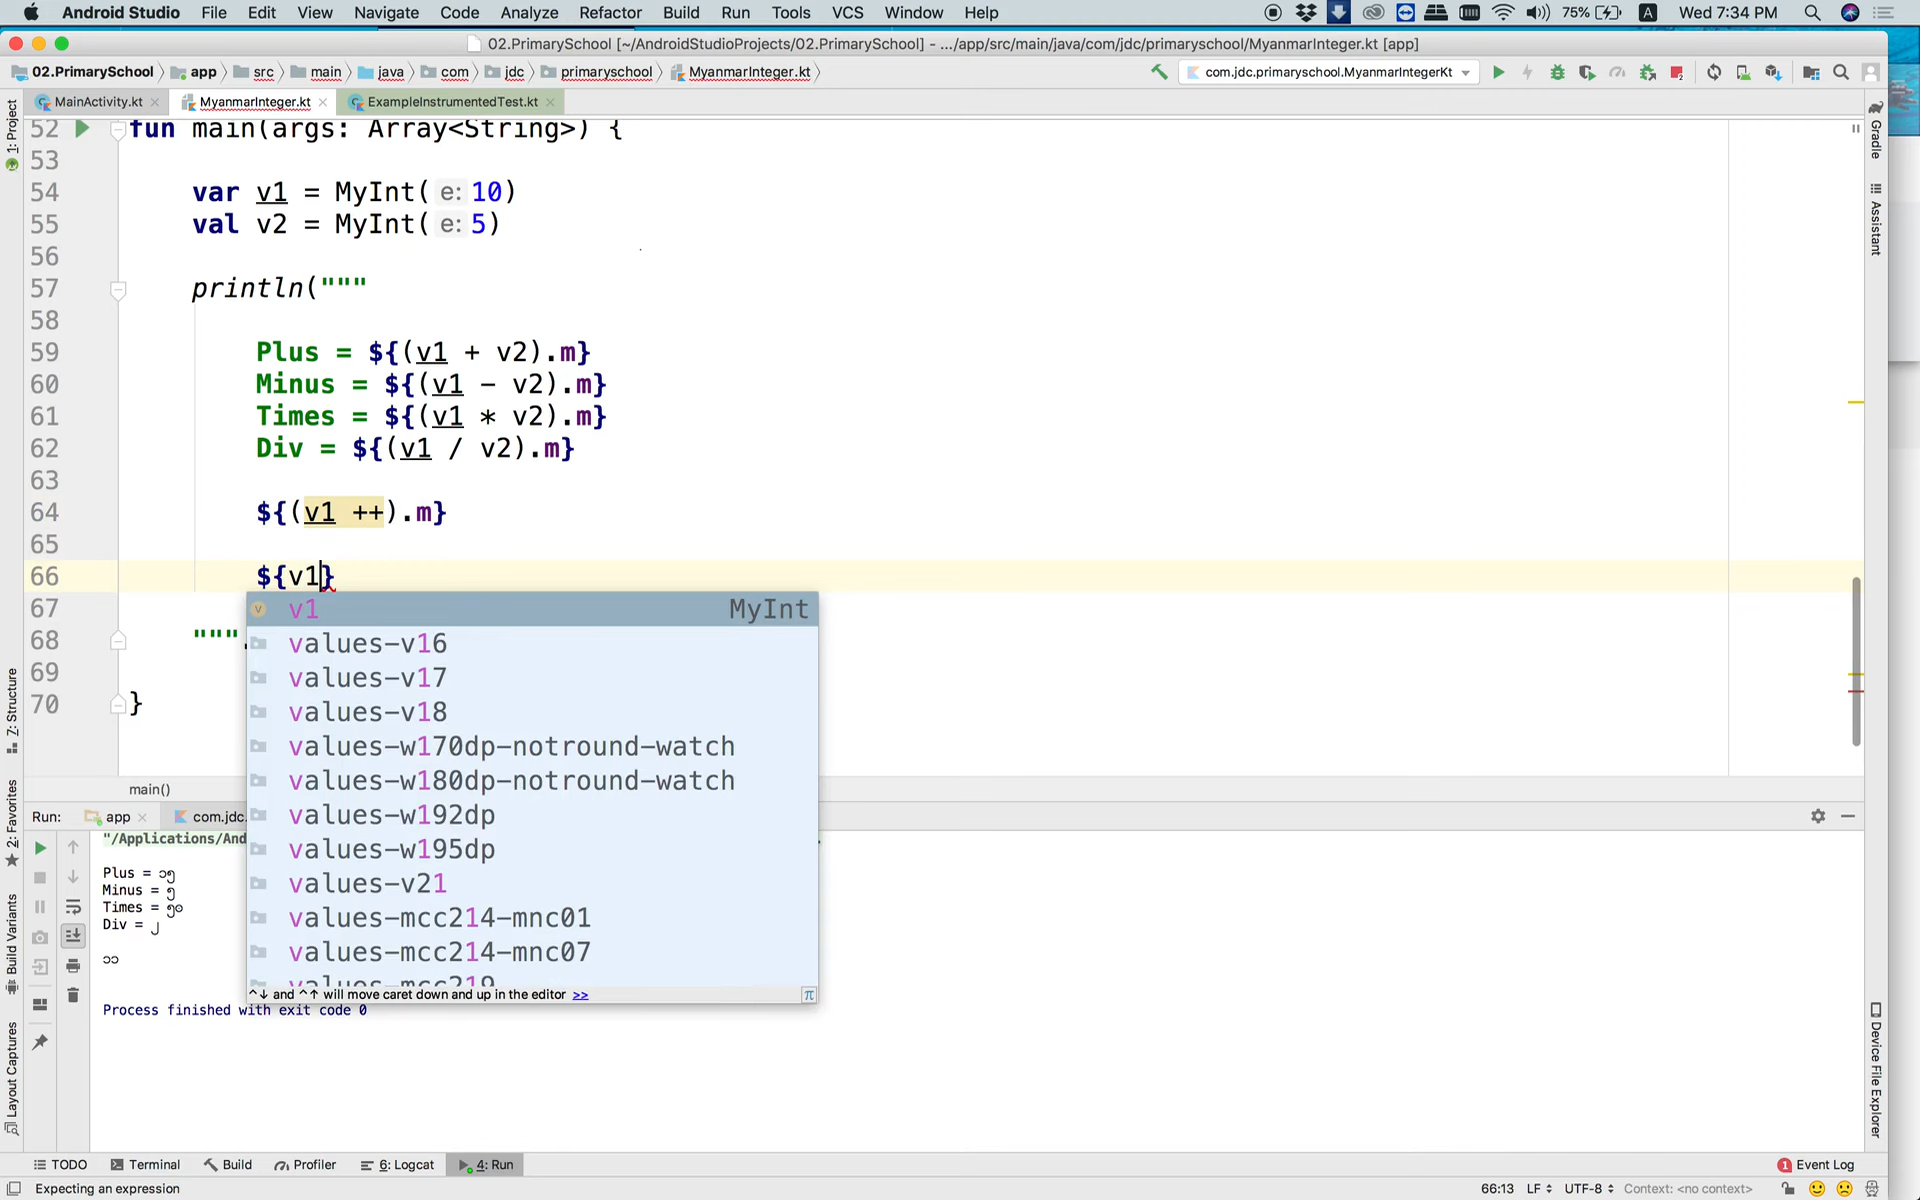 Android Studio File Edit View Navigate Code Analyze Refactor Build Run Tools VCS Window Help 75% A Wed 7:34 PM
02.PrimarySchool [~/AndroidStudioProjects/02.PrimarySchool] - .../app/src/main/java/com/jdc/primaryschool/MyanmarInteger.kt [app]
02.PrimarySchool app src main java com jdc primaryschool MyanmarInteger.kt com.jdc.primaryschool.MyanmarIntegerKt
MainActivity.kt MyanmarInteger.kt ExampleInstrumentedTest.kt
52 fun main(args: Array<String>) {
53
54 var v1 = MyInt( e: 10)
55 val v2 = MyInt( e: 5)
56
57 println("""
58
59 Plus = ${(v1 + v2).m}
60 Minus = ${(v1 - v2).m}
61 Times = ${(v1 * v2).m}
62 Div = ${(v1 / v2).m}
63
64 ${(v1 ++).m}
65
66 ${v1}
67
68 """.
69
70 }
v1 MyInt
values-v16
values-v17
values-v18
values-w170dp-notround-watch
values-w180dp-notround-watch
values-w192dp
values-w195dp
values-v21
values-mcc214-mnc01
values-mcc214-mnc07
values-mcc219
^↓ and ^↑ will move caret down and up in the editor >> π
main()
Run: app com.jdc.
"/Applications/And
Plus = ၁၅
Minus = ၅
Times = ၅၀
Div = ၂
၁၁
Process finished with exit code 0
1: Project
Z: Structure
2: Favorites
Build Variants
Layout Captures
Gradle
Assistant
Device File Explorer
TODO Terminal Build Profiler 6: Logcat 4: Run 1 Event Log
Expecting an expression 66:13 LF UTF-8 Context: <no context>